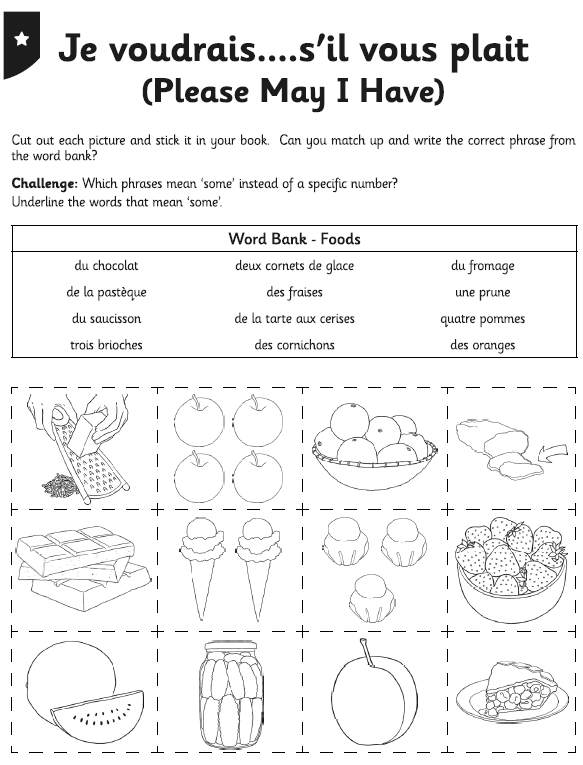 Je voudrais....s'il vous plait
(Please May I Have)
Cut out each picture and stick it in your book. Can you match up and write the correct phrase from
the word bank?
Challenge: Which phrases mean 'some' instead of a specific number?
Underline the words that mean 'some'.
Word Bank - Foods
du chocolat deux cornets de glace du fromage
de la pastèque des fraises une prune
du saucisson de la tarte aux cerises quatre pommes
trois brioches des cornichons des oranges